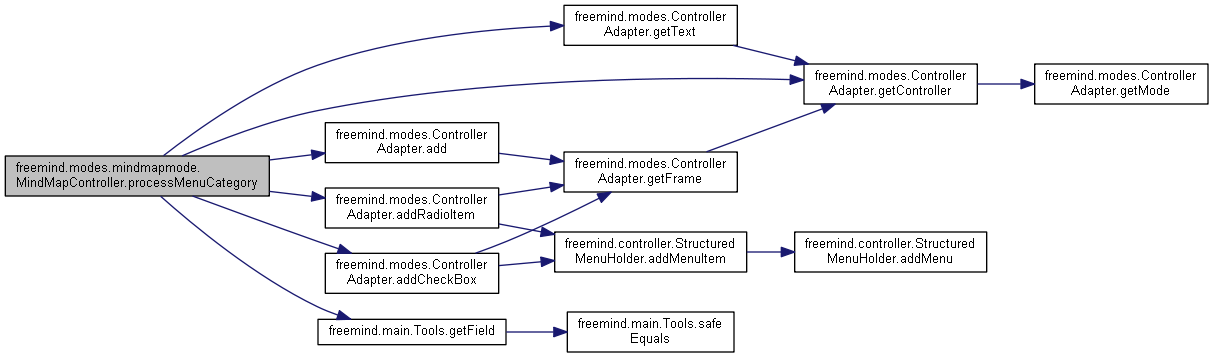 freemind.modes.mindmapmode.
MindMapController.processMenuCategory
freemind.modes.Controller
Adapter.getText
freemind.modes.Controller
Adapter.getController
freemind.modes.Controller
Adapter.getMode
freemind.modes.Controller
Adapter.add
freemind.modes.Controller
Adapter.getFrame
freemind.modes.Controller
Adapter.addRadioItem
freemind.controller.Structured
MenuHolder.addMenuItem
freemind.controller.Structured
MenuHolder.addMenu
freemind.modes.Controller
Adapter.addCheckBox
freemind.main.Tools.getField
freemind.main.Tools.safe
Equals